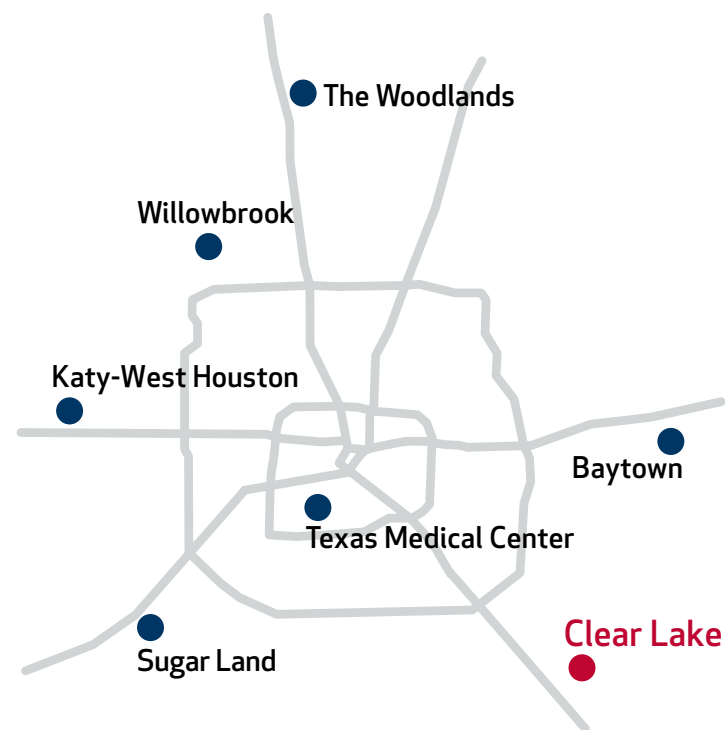 The Woodlands
Willowbrook
Katy-West Houston
Baytown
Texas Medical Center
Clear Lake
Sugar Land